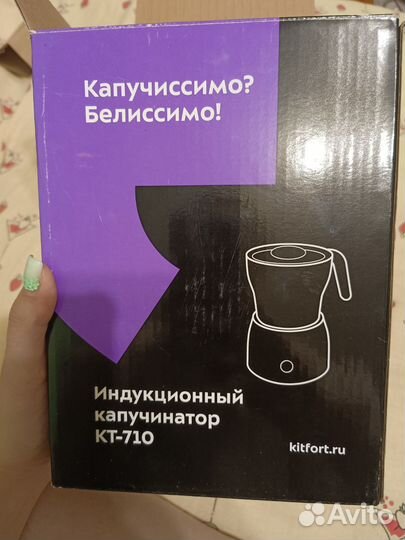 Капучиссимо?
Белиссимо!
Индукционный
капучинатор
КТ-710
kitfort.ru
Avito